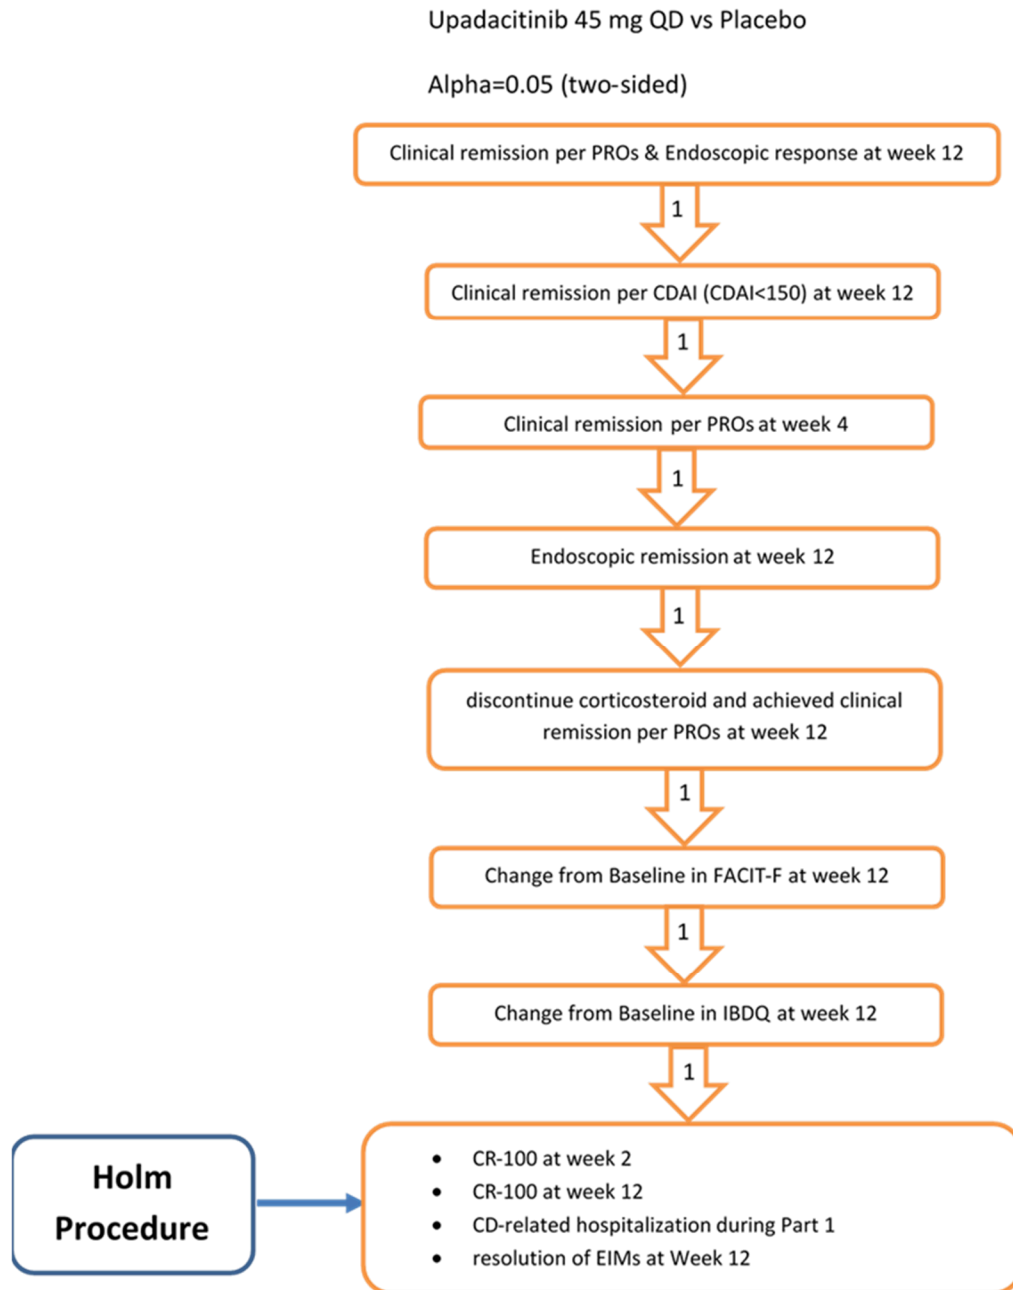 Upadacitinib 45 mg QD vs Placebo
Alpha=0.05 (two-sided)
Clinical remission per PROs & Endoscopic response at week 12
1
Clinical remission per CDAI (CDAI<150) at week 12
1
Clinical remission per PROs at week 4
1
Endoscopic remission at week 12
1
discontinue corticosteroid and achieved clinical
remission per PROs at week 12
1
Change from Baseline in FACIT-F at week 12
1
Change from Baseline in IBDQ at week 12
1
Holm
Procedure
• CR-100 at week 2
• CR-100 at week 12
• CD-related hospitalization during Part 1
• resolution of EIMs at Week 12